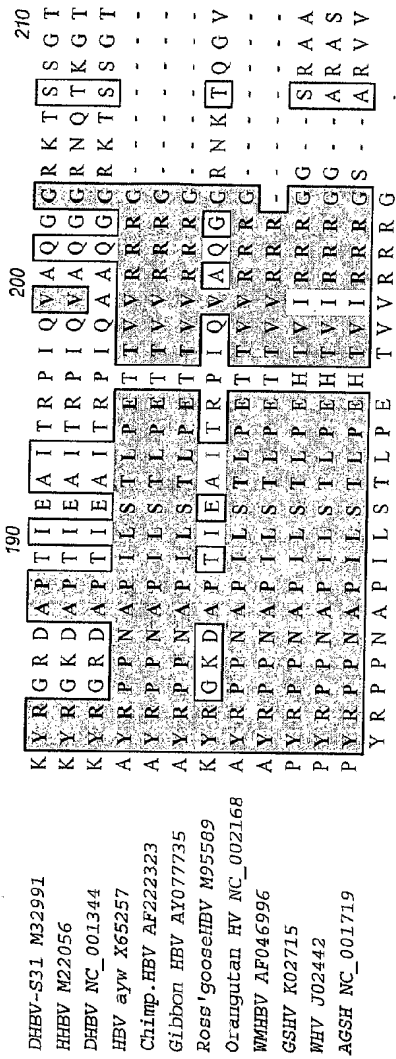 190 200 210
DHBV-S31 M32991 K Y R G R D A P T I E A I T R P I Q V A Q G G R K T S S G T
HHBV M22056 K Y R G K D A P T I E A I T R P I Q V A Q G G R N Q T K G T
DHBV NC_001344 K Y R G R D A P T I E A I T R P I Q A A Q G G R K T S S G T
HBV ayw X65257 A Y R P P N A P I L S T L P E T T V V R R R G - - - - - - -
Chimp.HBV AF222323 A Y R P P N A P I L S T L P E T T V V R R R G - - - - - - -
Gibbon HBV AY077735 A Y R P P N A P I L S T L P E T T V V R R R G - - - - - - -
Ross'gooseHBV M95589 K Y R G K D A P T I E A I T R P I Q V A Q G G R N K T Q G V
Orangutan HV NC_002168 A Y R P P N A P I L S T L P E T T V V R R R G - - - - - - -
WMHBV AF046996 A Y R P P N A P I L S T L P E T T V V R R R - - - - - - - -
GSHV K02715 P Y R P P N A P I L S T L P E H T V I R R R G G - - S R A A
WHV J02442 P Y R P P N A P I L S T L P E H T V I R R R G G - - A R A S
AGSH NC_001719 P Y R P P N A P I L S T L P E H T V I R R R G S - - A R V V
Y R P P N A P I L S T L P E T V V R R R G